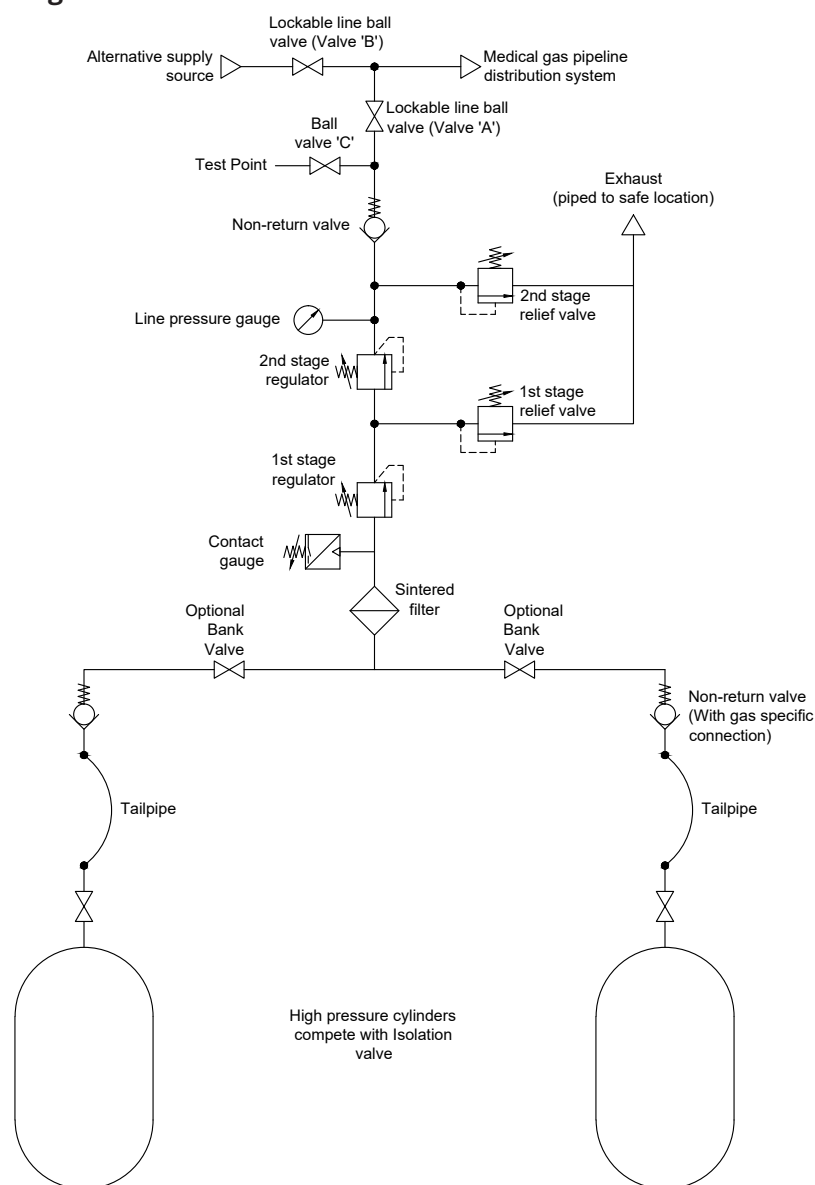 Lockable line ball
valve (Valve 'B')
Alternative supply
source
Medical gas pipeline
distribution system
Lockable line ball
valve (Valve 'A')
Ball
valve 'C'
Test Point
Exhaust
(piped to safe location)
Non-return valve
2nd stage
relief valve
Line pressure gauge
2nd stage
regulator
1st stage
relief valve
1st stage
regulator
Contact
gauge
Sintered
filter
Optional
Bank
Valve
Optional
Bank
Valve
Non-return valve
(With gas specific
connection)
Tailpipe
Tailpipe
High pressure cylinders
compete with Isolation
valve